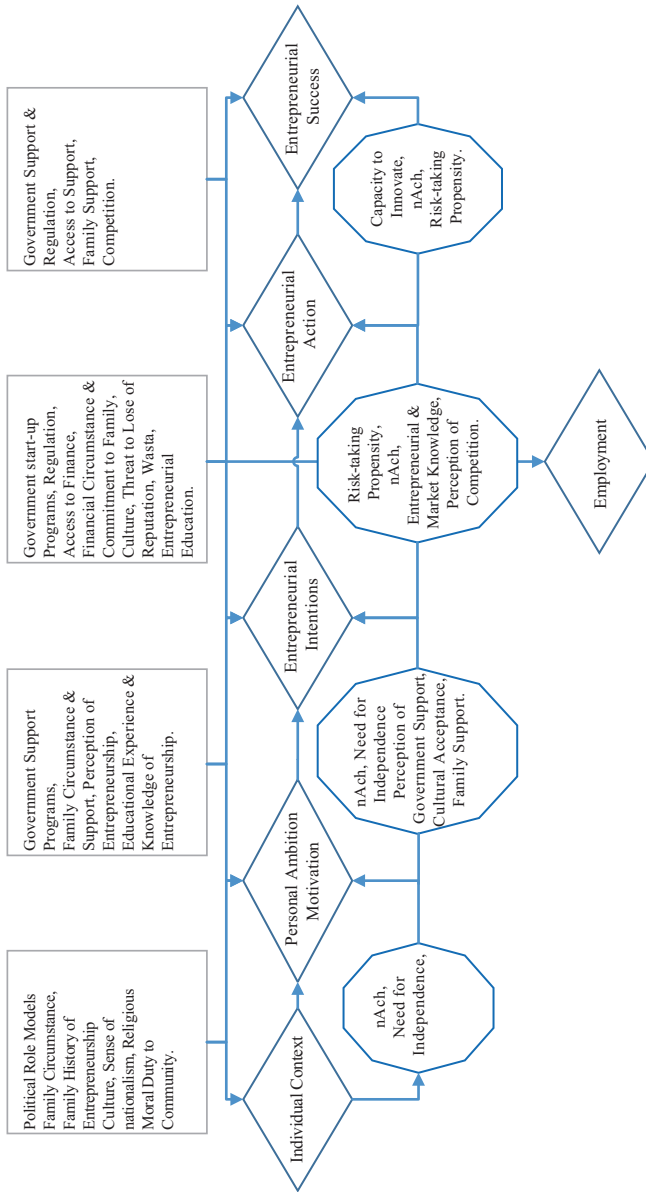 Political Role Models
Family Circumstance,
Family History of
Entrepreneurship
Culture, Sense of
nationalism, Religious
Moral Duty to
Community.
Government Support
Programs,
Family Circumstance &
Support, Perception of
Entrepreneurship,
Educational Experience &
Knowledge of
Entrepreneurship.
Government start-up
Programs, Regulation,
Access to Finance,
Financial Circumstance &
Commitment to Family,
Culture, Threat to Lose of
Reputation, Wasta,
Entrepreneurial
Education.
Government Support &
Regulation,
Access to Support,
Family Support,
Competition.
Individual Context
Personal Ambition
Motivation
Entrepreneurial
Intentions
Entrepreneurial
Action
Entrepreneurial
Success
nAch,
Need for
Independence,
nAch, Need for
Independence
Perception of
Government Support,
Cultural Acceptance,
Family Support.
Risk-taking
Propensity,
nAch,
Entrepreneurial &
Market Knowledge,
Perception of
Competition.
Capacity to
Innovate,
nAch,
Risk-taking
Propensity.
Employment